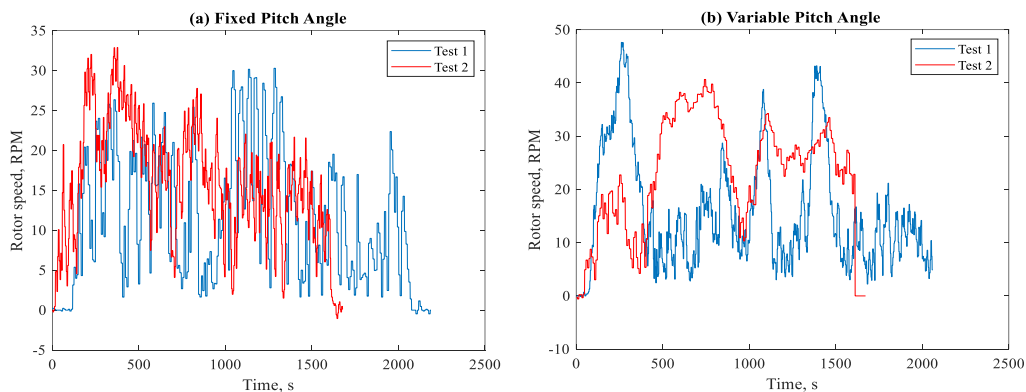 (a) Fixed Pitch Angle
35
30
25
20
15
10
5
0
-5
Rotor speed, RPM
Test 1
Test 2
0 500 1000 1500 2000 2500
Time, s
(b) Variable Pitch Angle
50
40
30
20
10
0
-10
Rotor speed, RPM
Test 1
Test 2
0 500 1000 1500 2000 2500
Time, s